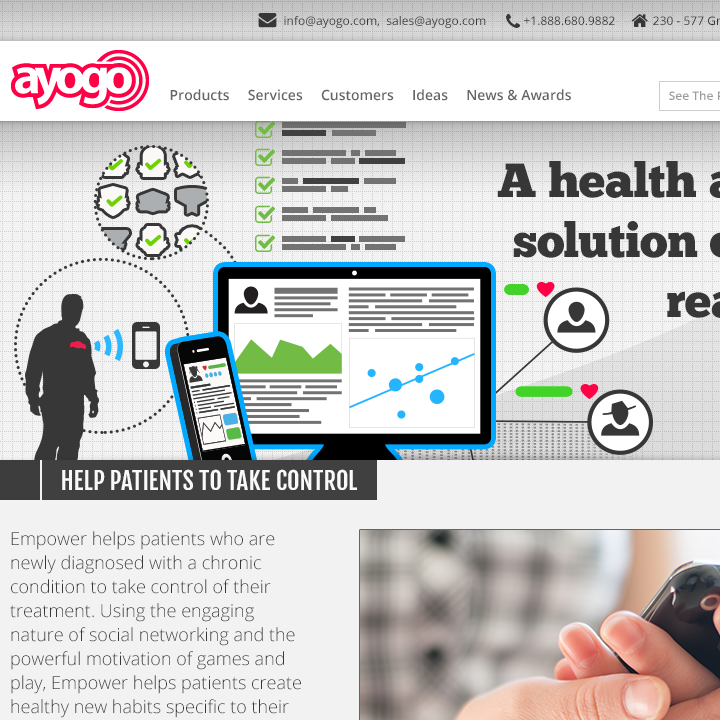 info@ayogo.com, sales@ayogo.com +1.888.680.9882 230 - 577
ayogo
Products Services Customers Ideas News & Awards
See The
A health
solution
HELP PATIENTS TO TAKE CONTROL
Empower helps patients who are
newly diagnosed with a chronic
condition to take control of their
treatment. Using the engaging
nature of social networking and the
powerful motivation of games and
play, Empower helps patients create
healthy new habits specific to their